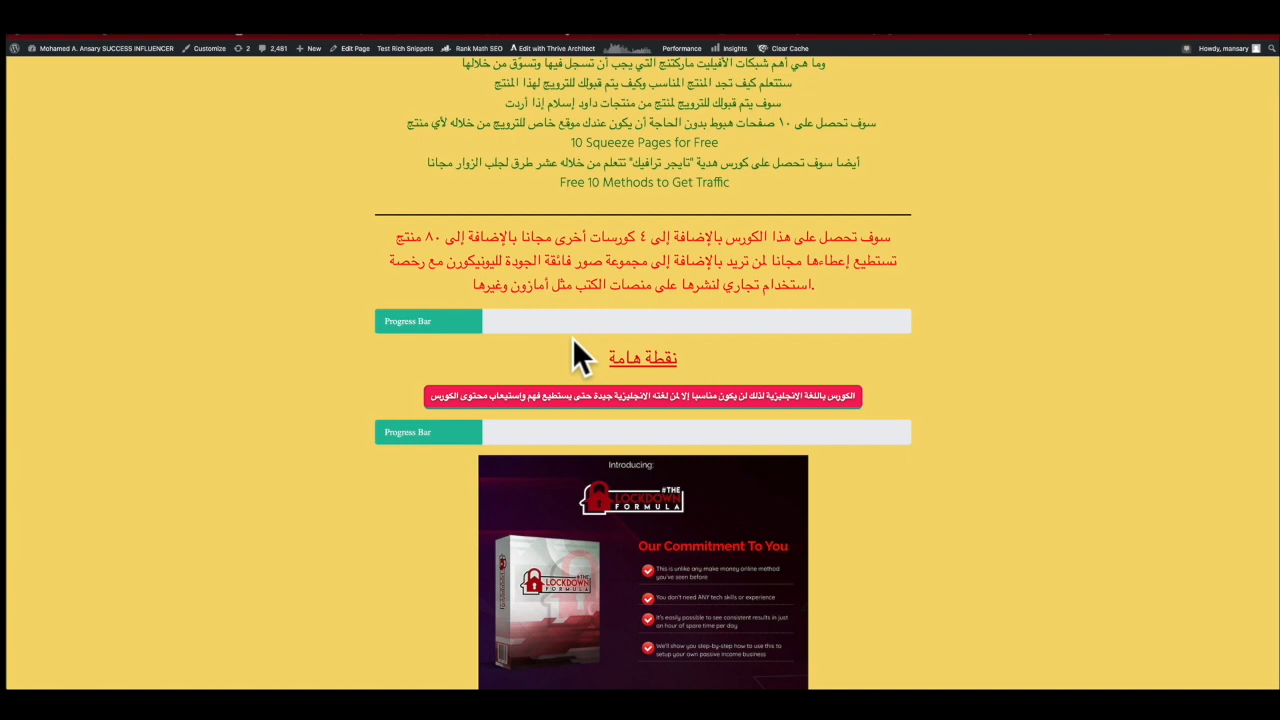 Mohamed A. Ansary SUCCESS INFLUENCER Customize 2 2,481 New Edit Page Test Rich Snippets Rank Math SEO Edit with Thrive Architect Performance Insights Clear Cache Howdy, mansary
وما هي أهم شبكات الأفيليت ماركتنج التي يجب أن تسجل فيها وتسوّق من خلالها
ستتعلم كيف تجد المنتج المناسب وكيف يتم قبولك للترويج لهذا المنتج
سوف يتم قبولك للترويج لمنتج من منتجات داود إسلام إذا أردت
سوف تحصل على ١٠ صفحات هبوط بدون الحاجة أن يكون عندك موقع خاص للترويج من خلاله لأي منتج
10 Squeeze Pages for Free
أيضا سوف تحصل على كورس هدية "تايجر ترافيك" تتعلم من خلاله عشر طرق لجلب الزوار مجانا
Free 10 Methods to Get Traffic
سوف تحصل على هذا الكورس بالإضافة إلى ٤ كورسات أخرى مجانا بالإضافة إلى ٨٠ منتج
تستطيع إعطاءها مجانا لمن تريد بالإضافة إلى مجموعة صور فائقة الجودة لليونيكورن مع رخصة
استخدام تجاري لنشرها على منصات الكتب مثل أمازون وغيرها.
Progress Bar
نقطة هامة
الكورس باللغة الانجليزية لذلك لن يكون مناسبا إلا لمن لغته الانجليزية جيدة حتى يستطيع فهم وإستيعاب محتوى الكورس
Progress Bar
Introducing:
#THE
LOCKDOWN
FORMULA
Our Commitment To You
This is unlike any make money online method
you've seen before
You don't need ANY tech skills or experience
It's easily possible to see consistent results in just
an hour of spare time per day
We'll show you step-by-step how to use this to
setup your own passive income business
#THE
LOCKDOWN
FORMULA